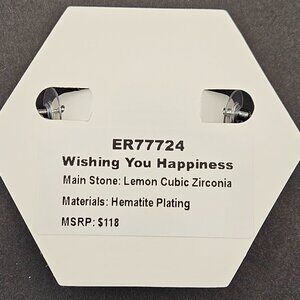 ER77724
Wishing You Happiness
Main Stone: Lemon Cubic Zirconia
Materials: Hematite Plating
MSRP: $118